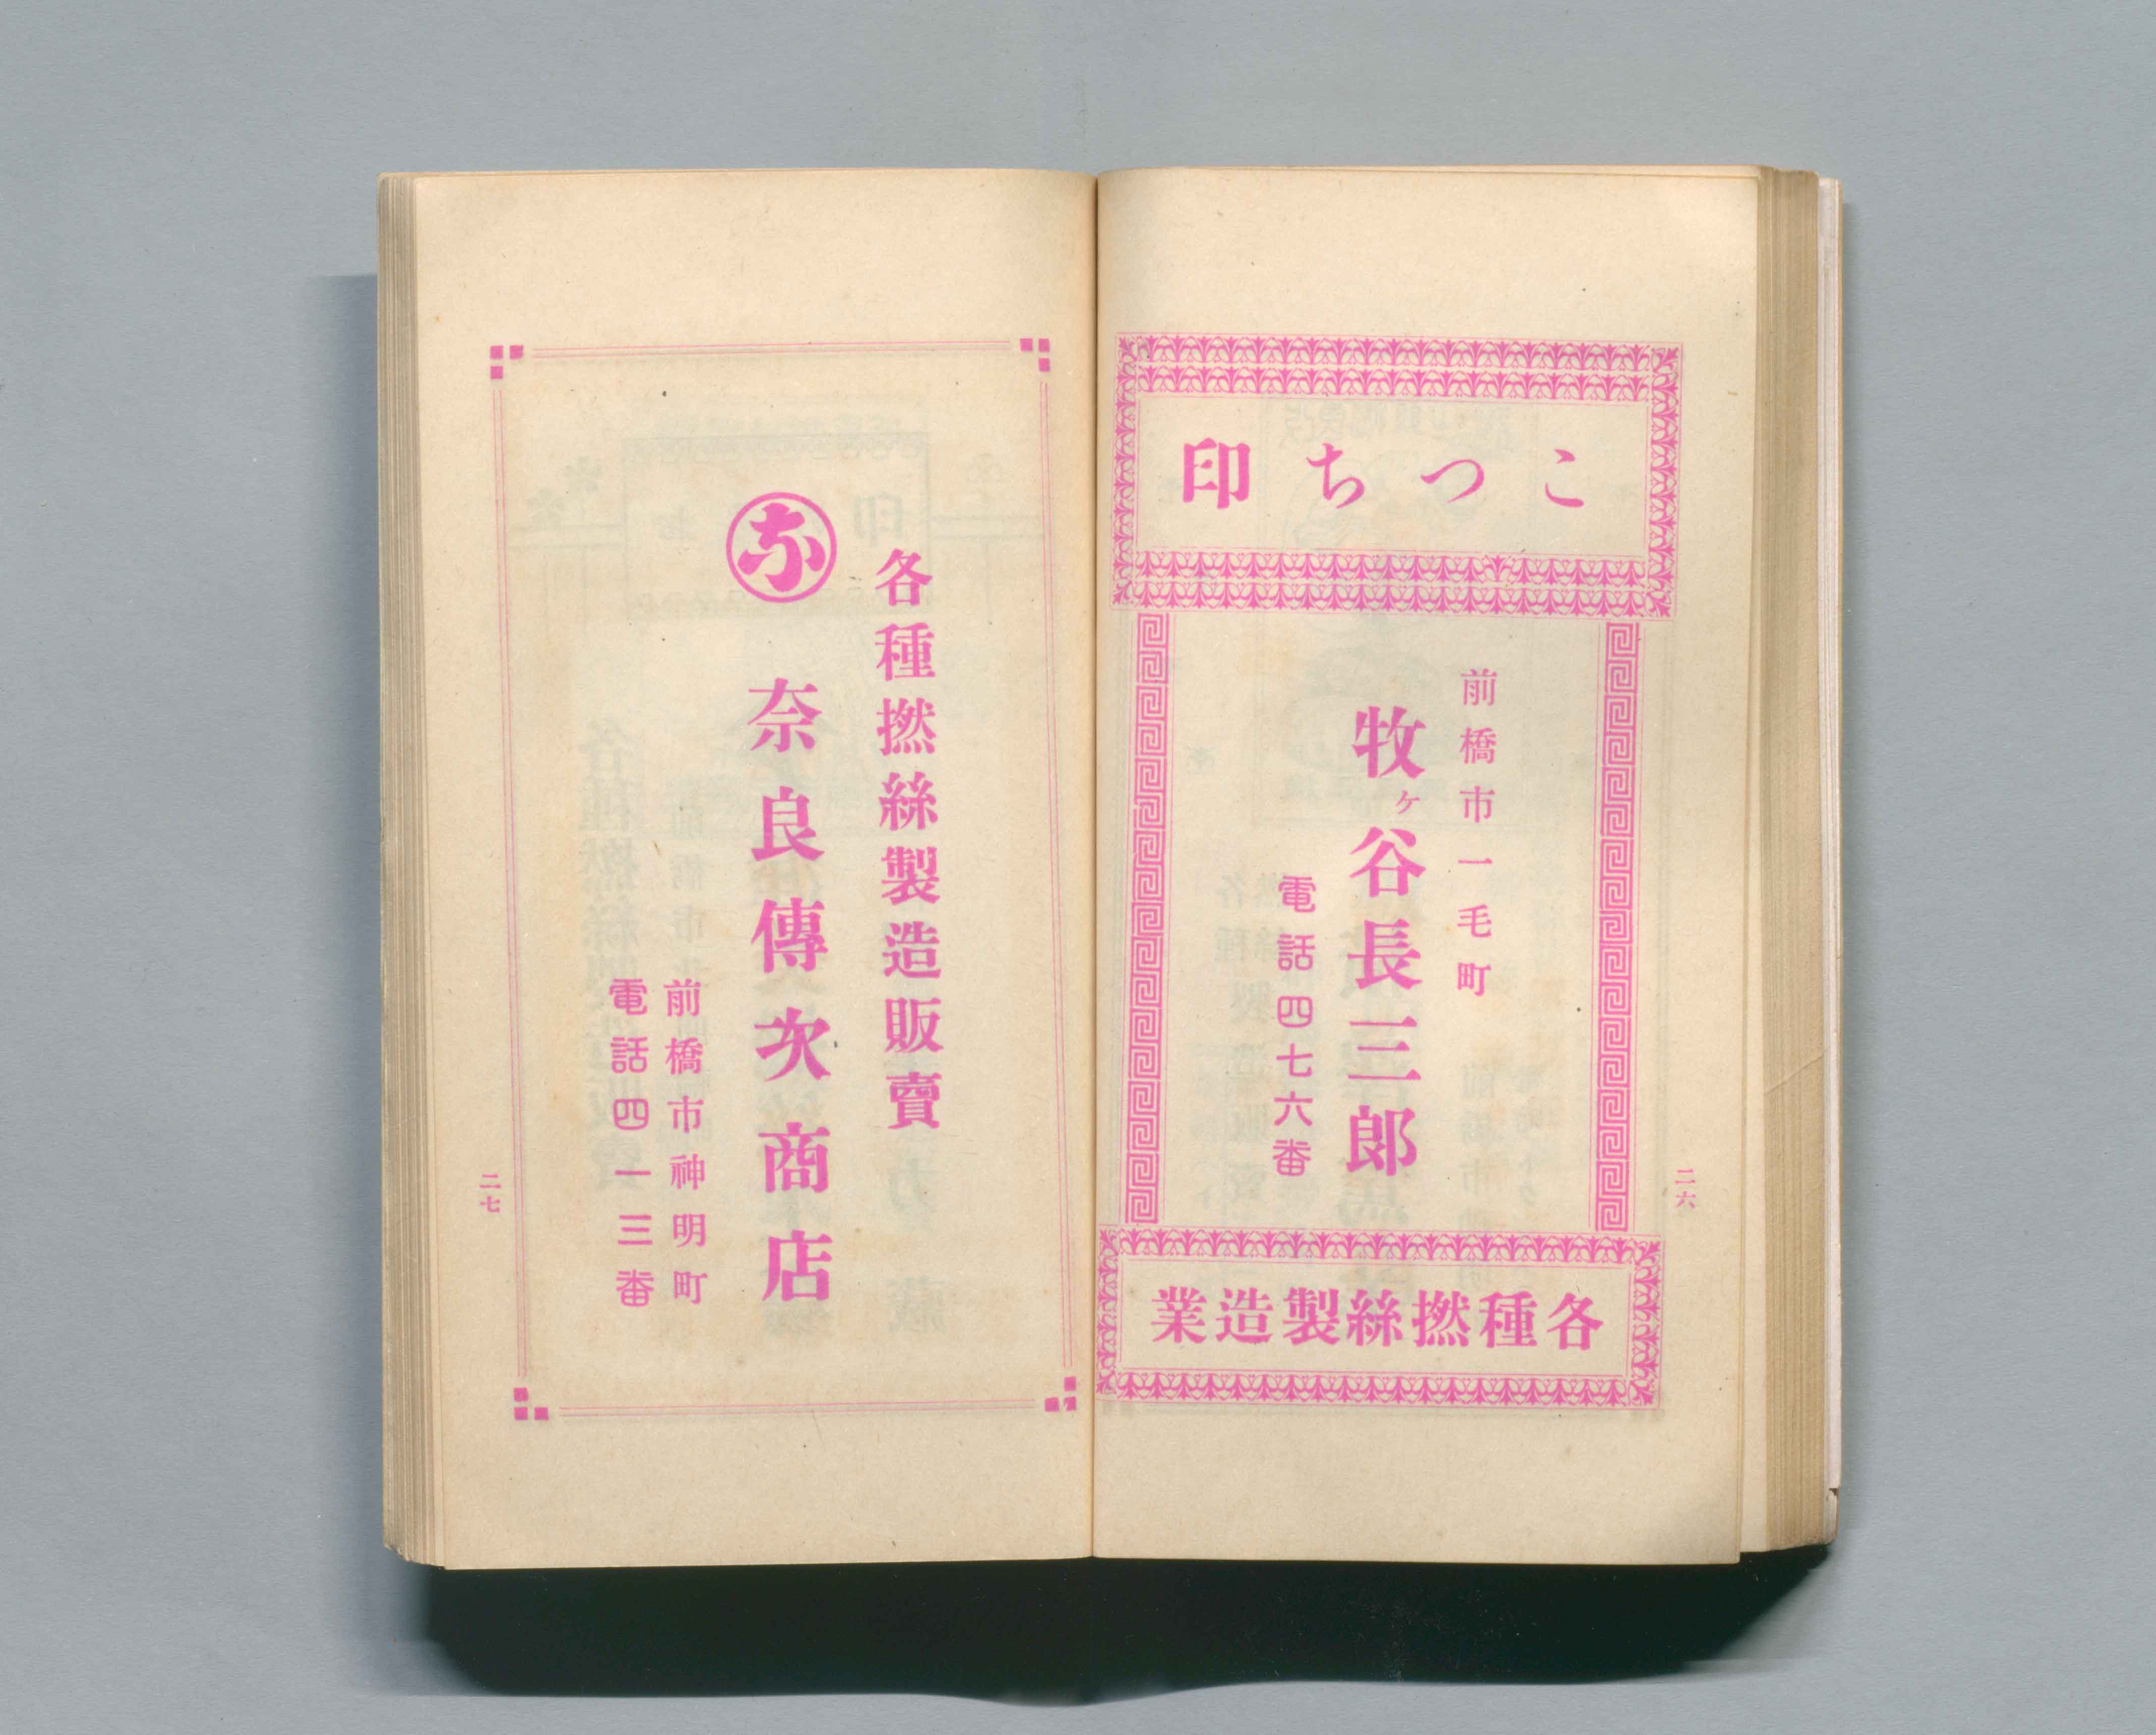 こつち印
前橋市一毛町
牧ヶ谷長三郎
電話四七六番
各種撚絲製造業
二六
各種撚絲製造販賣
奈良傳次商店
前橋市神明町
電話四一三番
二七